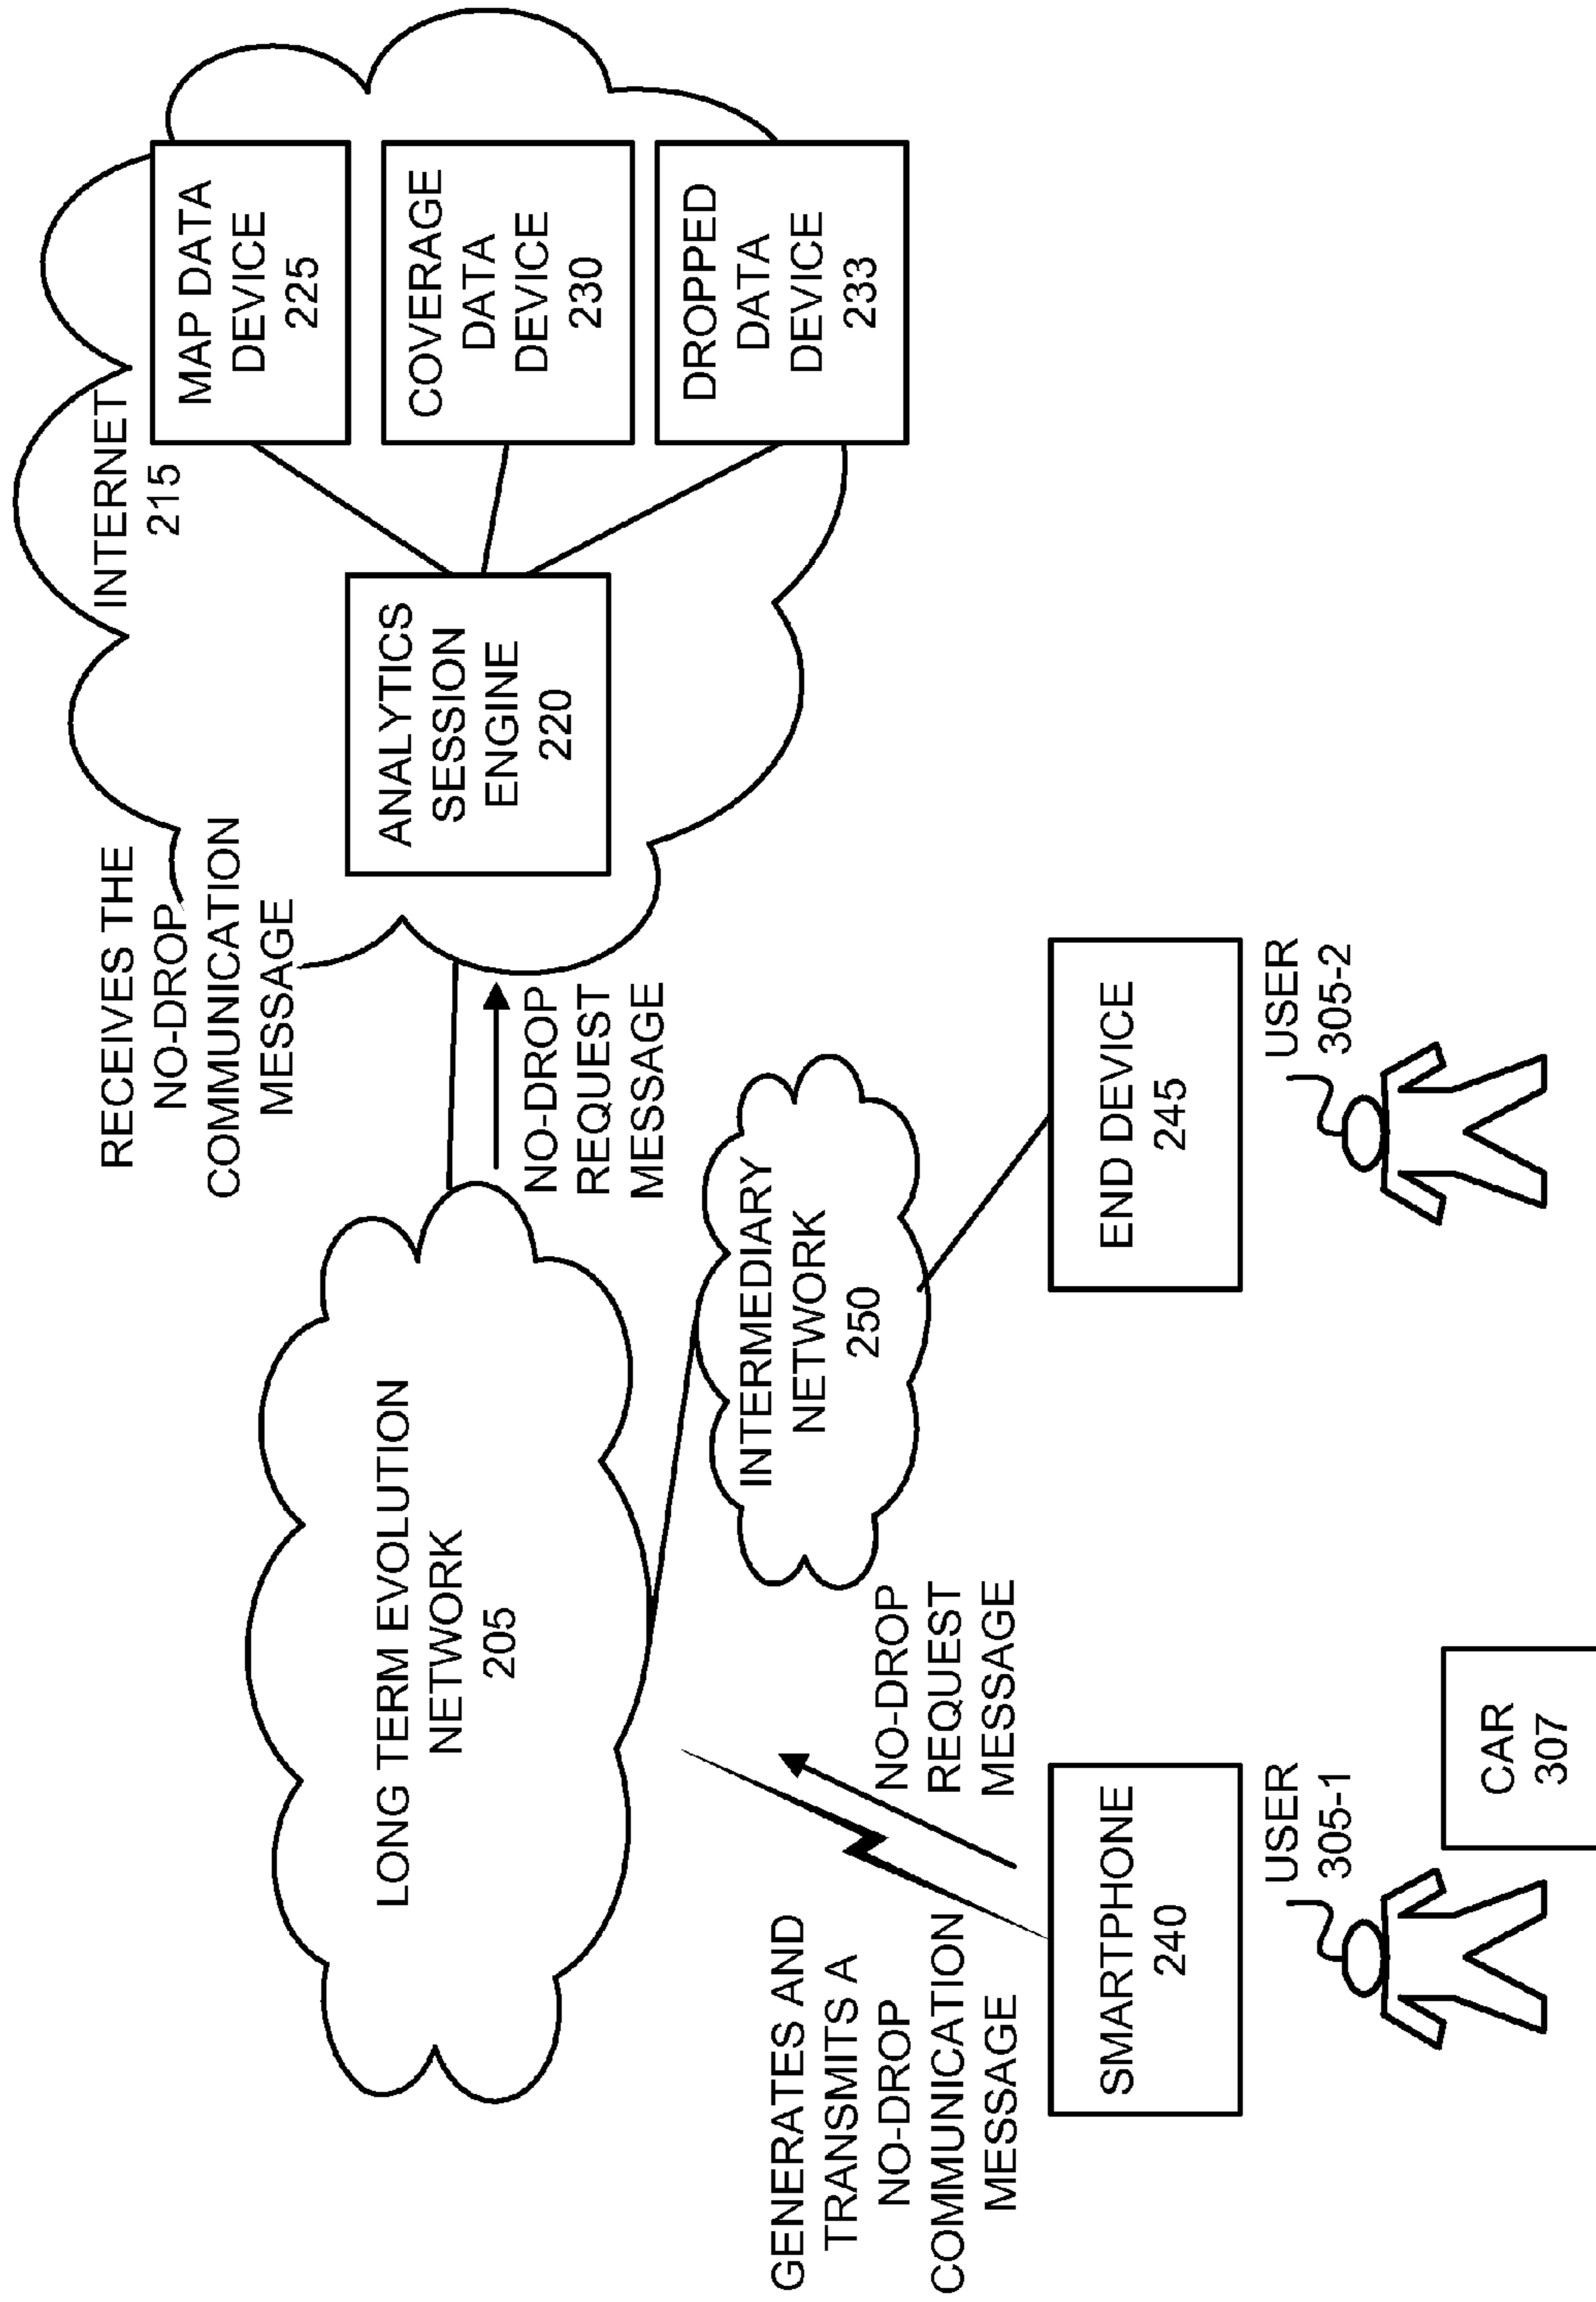 RECEIVES THE
NO-DROP
COMMUNICATION
MESSAGE
INTERNET
215
MAP DATA
DEVICE
225
LONG TERM EVOLUTION
NETWORK
205
ANALYTICS
SESSION
ENGINE
220
COVERAGE
DATA
DEVICE
230
NO-DROP
REQUEST
MESSAGE
DROPPED
DATA
DEVICE
233
GENERATES AND
TRANSMITS A
NO-DROP
COMMUNICATION
MESSAGE
NO-DROP
REQUEST
MESSAGE
INTERMEDIARY
NETWORK
250
SMARTPHONE
240
END DEVICE
245
USER
305-1
USER
305-2
CAR
307